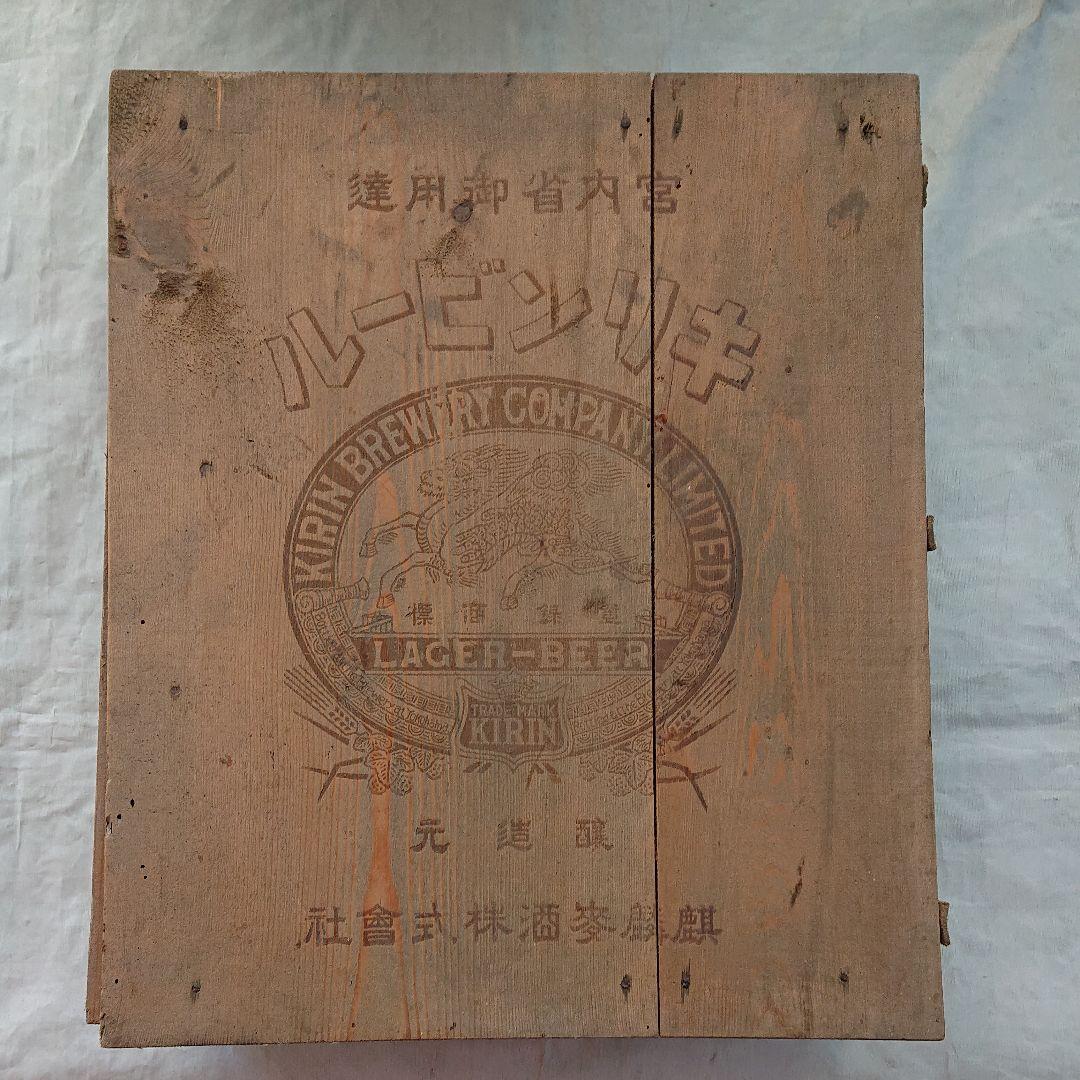 宮内省御用達
キリンビール
KIRIN BREWERY COMPANY LIMITED
登録商標
LAGER-BEER
TRADE MARK
KIRIN
釀造元
麒麟麥酒株式會社